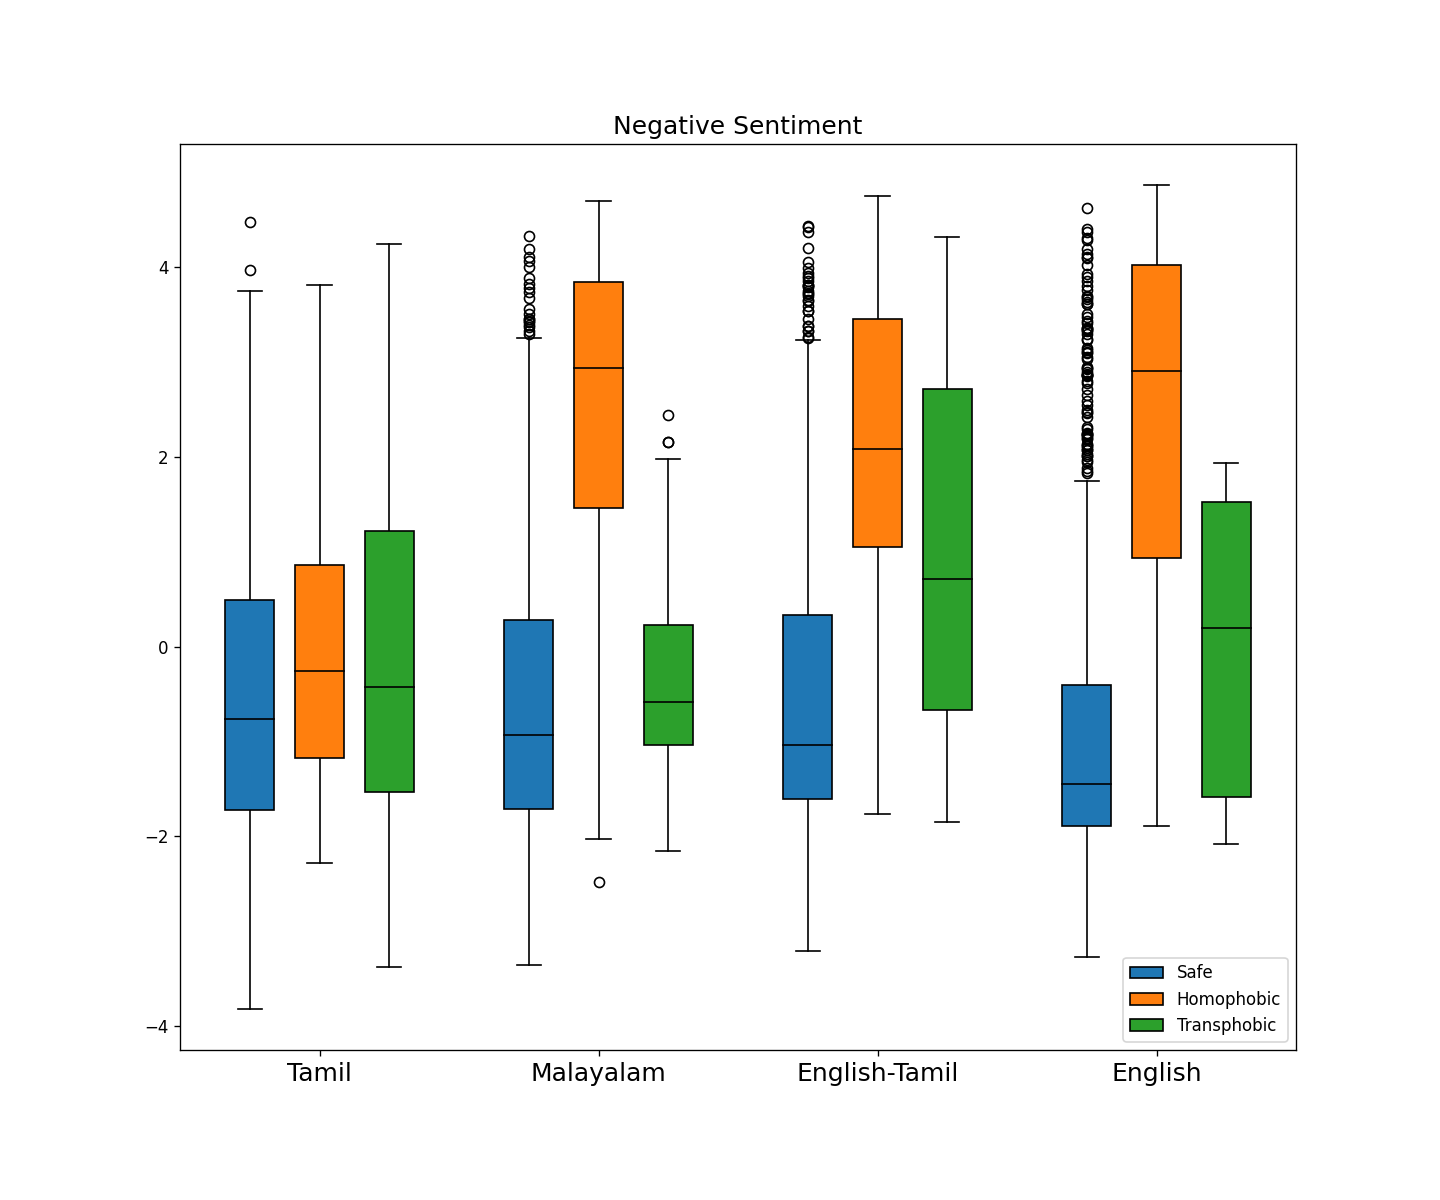 Negative Sentiment
4
2
0
−2
−4
Tamil
Malayalam
English-Tamil
English
Safe
Homophobic
Transphobic